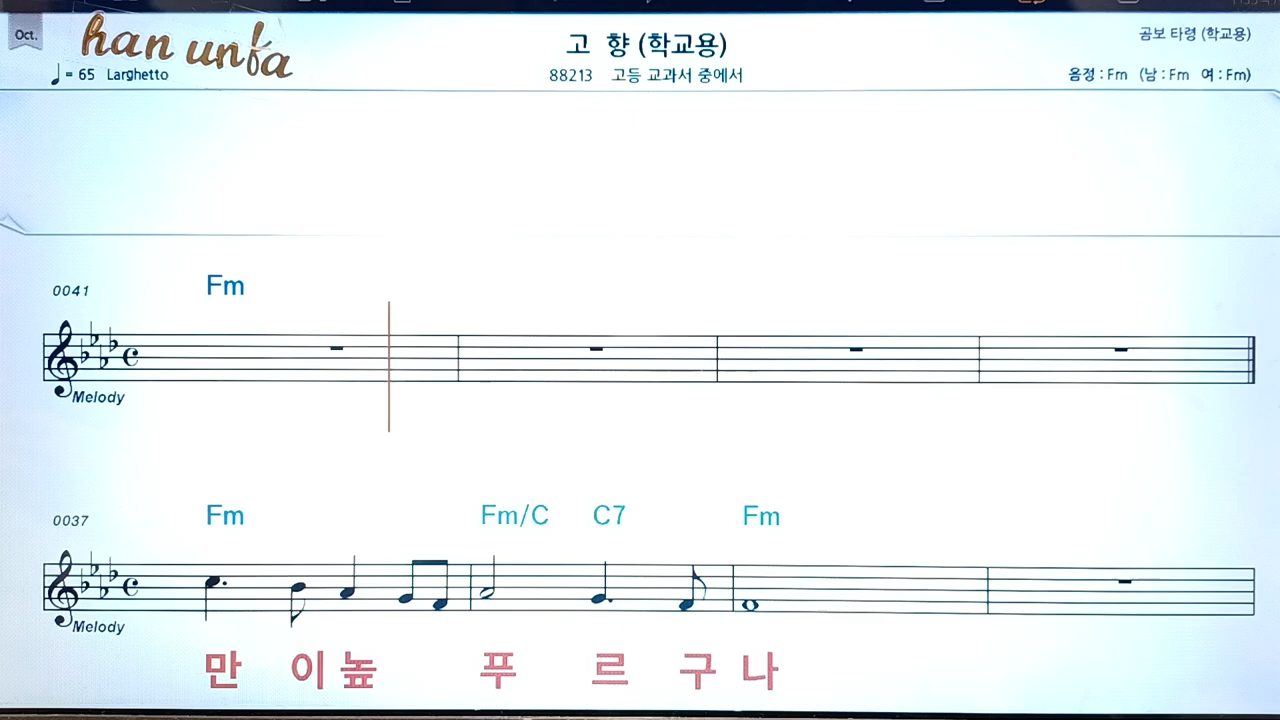 Oct.
han unfa
고 향 (학교용)
곰보 타령 (학교용)
= 65 Larghetto
88213 고등 교과서 중에서
음정 : Fm (남 : Fm 여 : Fm)
0041
Fm
Melody
0037
Fm Fm/C C7 Fm
Melody
만 이높 푸 르 구 나